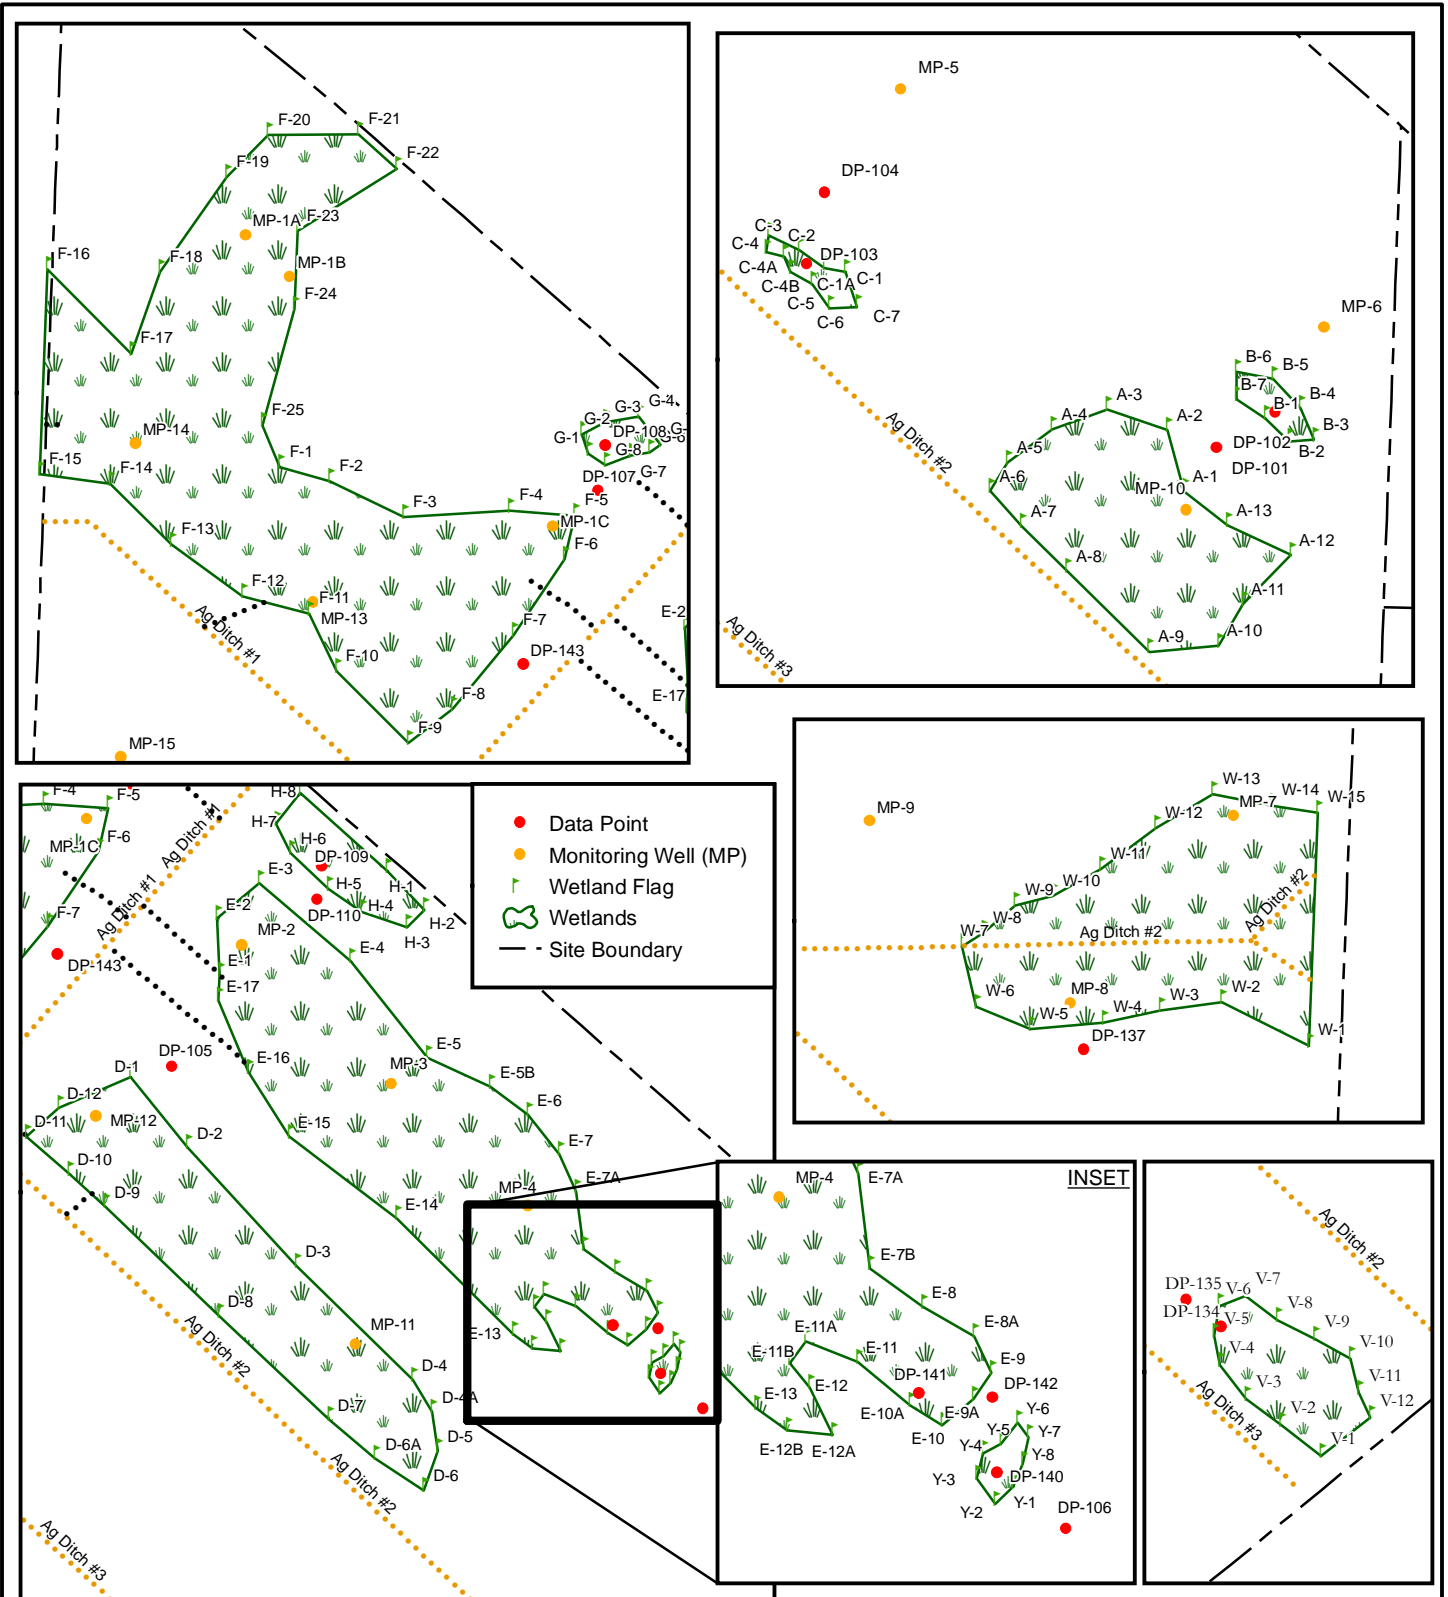 F-20
F-21
F-22
F-19
F-23
MP-1A
F-18
F-16
MP-1B
F-24
F-17
F-25
MP-14
F-15
F-14
F-1
F-2
F-3
F-4
F-5
F-6
F-13
F-12
F-11
MP-13
F-10
F-7
F-8
F-9
MP-1C
G-4
G-3
G-2
G-1
DP-108
G-6
G-
G-8
G-7
DP-107
DP-143
E-2
E-17
Ag Ditch #1
MP-15
MP-5
DP-104
C-3
C-2
C-4
DP-103
C-4A
C-1
C-4B
C-1A
C-5
C-6
C-7
MP-6
B-6
B-5
B-7
B-4
B-1
B-3
B-2
DP-102
DP-101
A-3
A-4
A-2
A-5
A-6
A-1
MP-10
A-7
A-13
A-12
A-8
A-11
A-10
A-9
Ag Ditch #2
Ag Ditch #3
MP-9
W-13
W-14
W-15
MP-7
W-12
W-11
W-10
W-9
W-8
W-7
Ag Ditch #2
Ag Ditch #2
W-6
W-5
MP-8
W-4
W-3
W-2
W-1
DP-137
Data Point
Monitoring Well (MP)
Wetland Flag
Wetlands
Site Boundary
F-4
F-5
F-6
MP-1C
F-7
DP-143
Ag Ditch #1
Ag Ditch #1
H-8
H-7
H-6
DP-109
H-5
H-1
H-4
H-2
H-3
DP-110
E-3
E-2
MP-2
E-4
E-1
E-17
E-16
E-5
MP-3
E-5B
E-6
E-7
E-7A
E-15
E-14
MP-4
E-13
DP-105
D-1
D-12
D-11
MP-12
D-2
D-10
D-9
D-3
D-8
MP-11
D-4
D-4A
D-7
D-5
D-6A
D-6
Ag Ditch #2
Ag Ditch #2
Ag Ditch #3
INSET
MP-4
E-7A
E-7B
E-8
E-8A
E-11A
E-11B
E-11
E-9
E-12
E-13
DP-141
DP-142
E-10A
E-9A
E-10
E-12B
E-12A
Y-6
Y-5
Y-7
Y-4
Y-8
Y-3
DP-140
Y-2
Y-1
DP-106
Ag Ditch #2
DP-135
V-7
V-6
DP-134
V-8
V-5
V-9
V-4
V-10
V-3
V-11
V-2
V-12
V-1
Ag Ditch #3